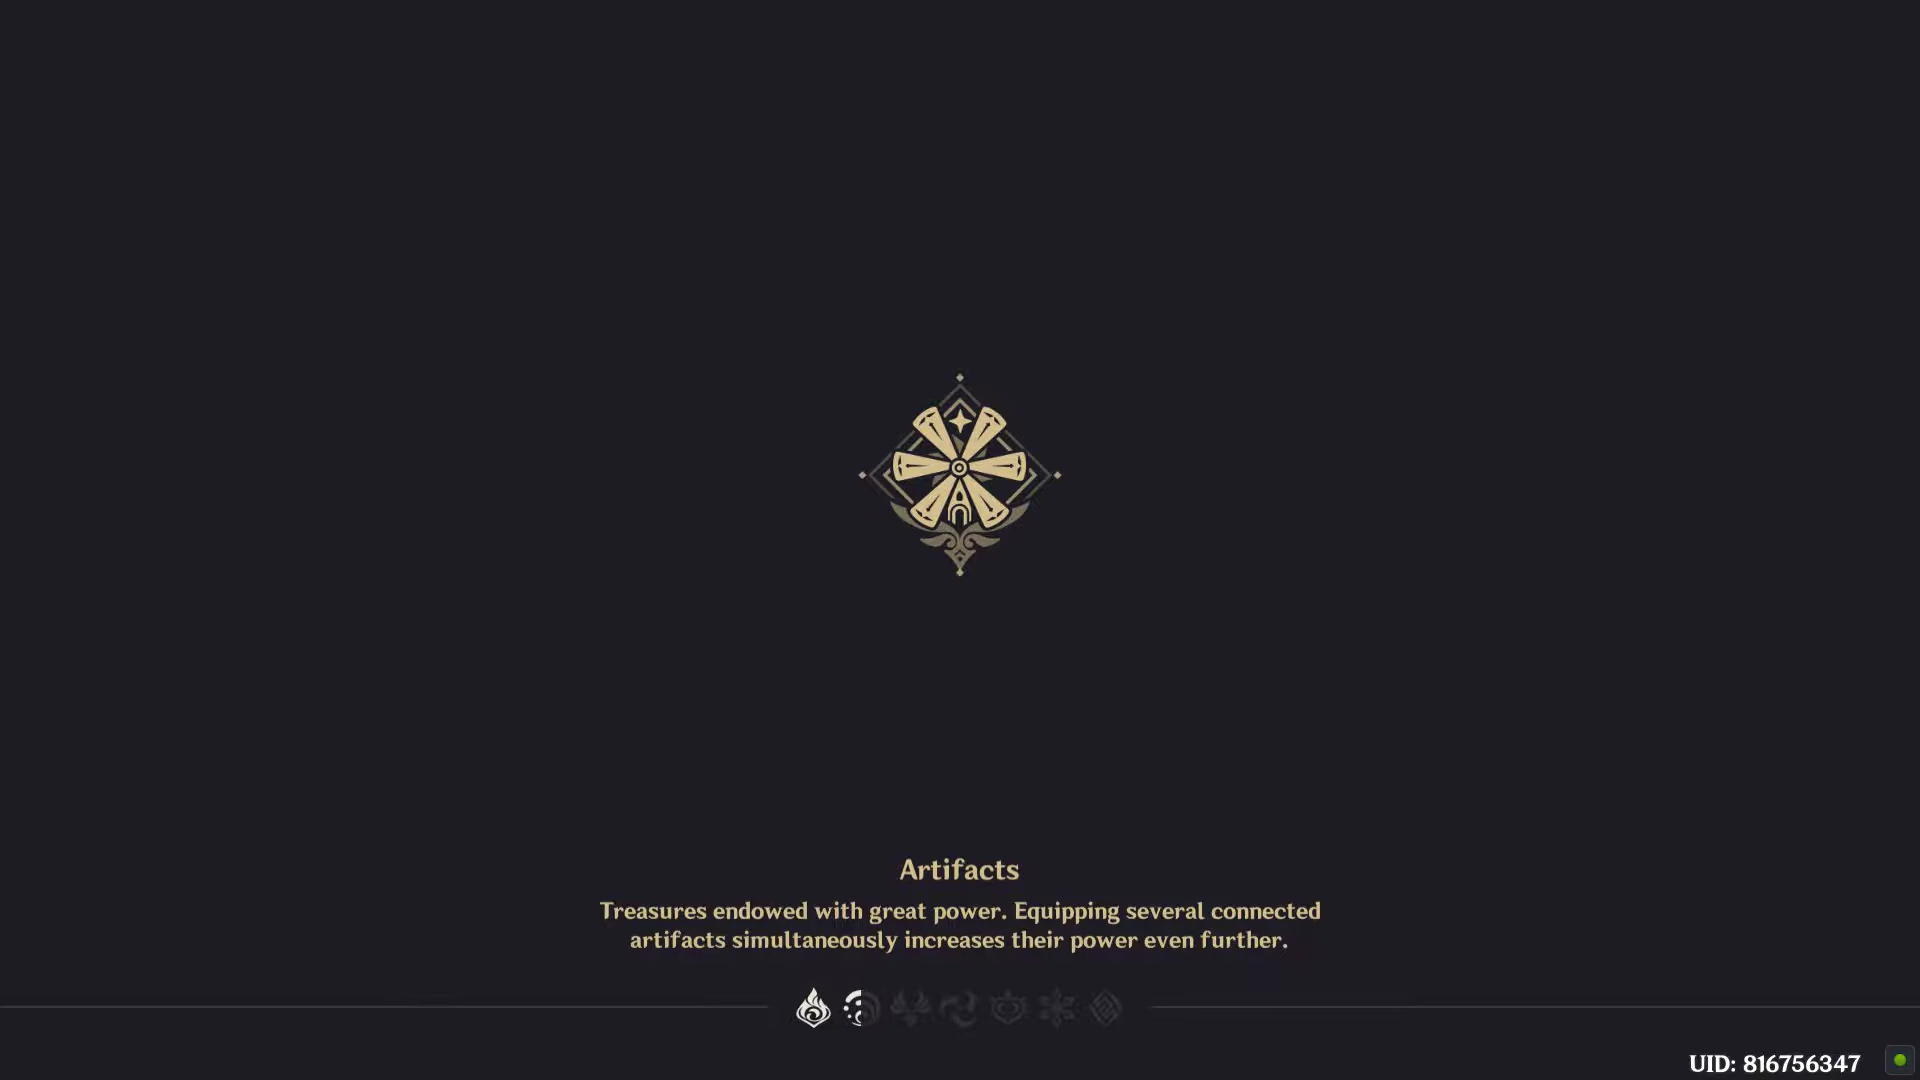 Artifacts
Treasures endowed with great power. Equipping several connected
artifacts simultaneously increases their power even further.
UID: 816756347